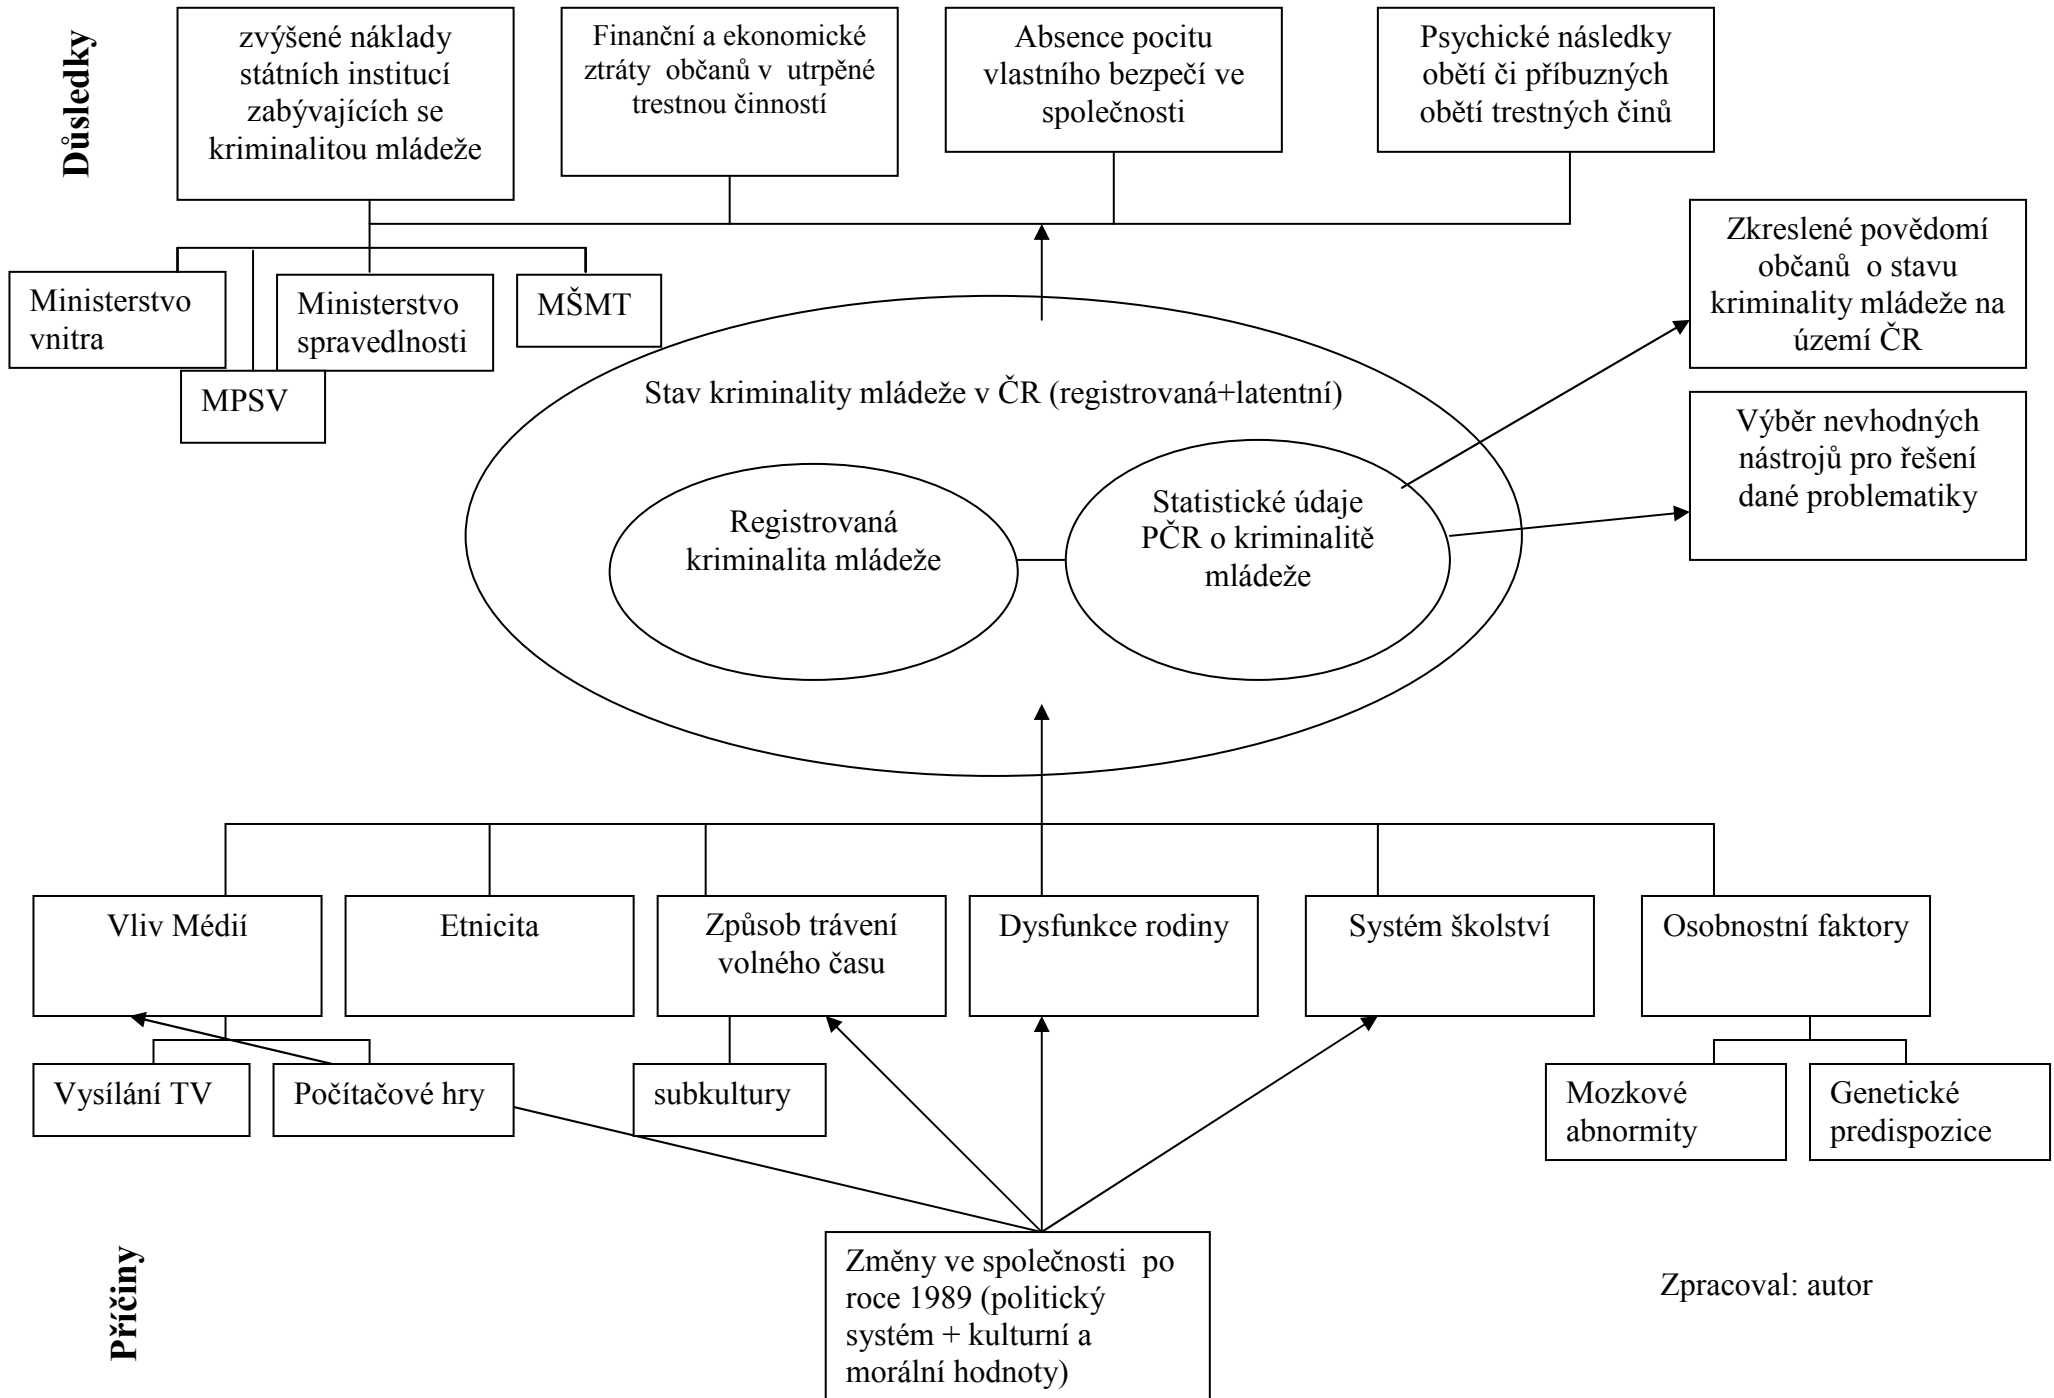 Důsledky
zvýšené náklady
státních institucí
zabývajících se
kriminalitou mládeže
Finanční a ekonomické
ztráty občanů v utrpěné
trestnou činností
Absence pocitu
vlastního bezpečí ve
společnosti
Psychické následky
obětí či příbuzných
obětí trestných činů
Ministerstvo
vnitra
MPSV
Ministerstvo
spravedlnosti
MŠMT
Zkreslené povědomí
občanů o stavu
kriminality mládeže na
území ČR
Výběr nevhodných
nástrojů pro řešení
dané problematiky
Stav kriminality mládeže v ČR (registrovaná+latentní)
Registrovaná
kriminalita mládeže
Statistické údaje
PČR o kriminalitě
mládeže
Vliv Médií
Etnicita
Způsob trávení
volného času
Dysfunkce rodiny
Systém školství
Osobnostní faktory
Vysílání TV
Počítačové hry
subkultury
Mozkové
abnormity
Genetické
predispozice
Příčiny
Změny ve společnosti po
roce 1989 (politický
systém + kulturní a
morální hodnoty)
Zpracoval: autor